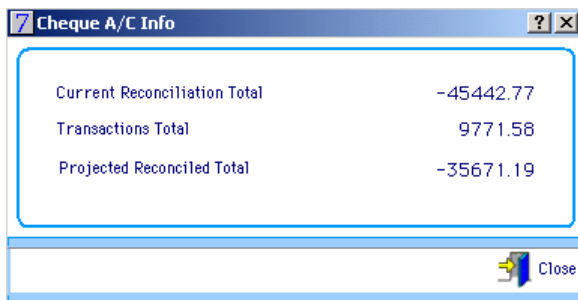 7 Cheque A/C Info ? X
Current Reconciliation Total -45442.77
Transactions Total 9771.58
Projected Reconciled Total -35671.19
Close